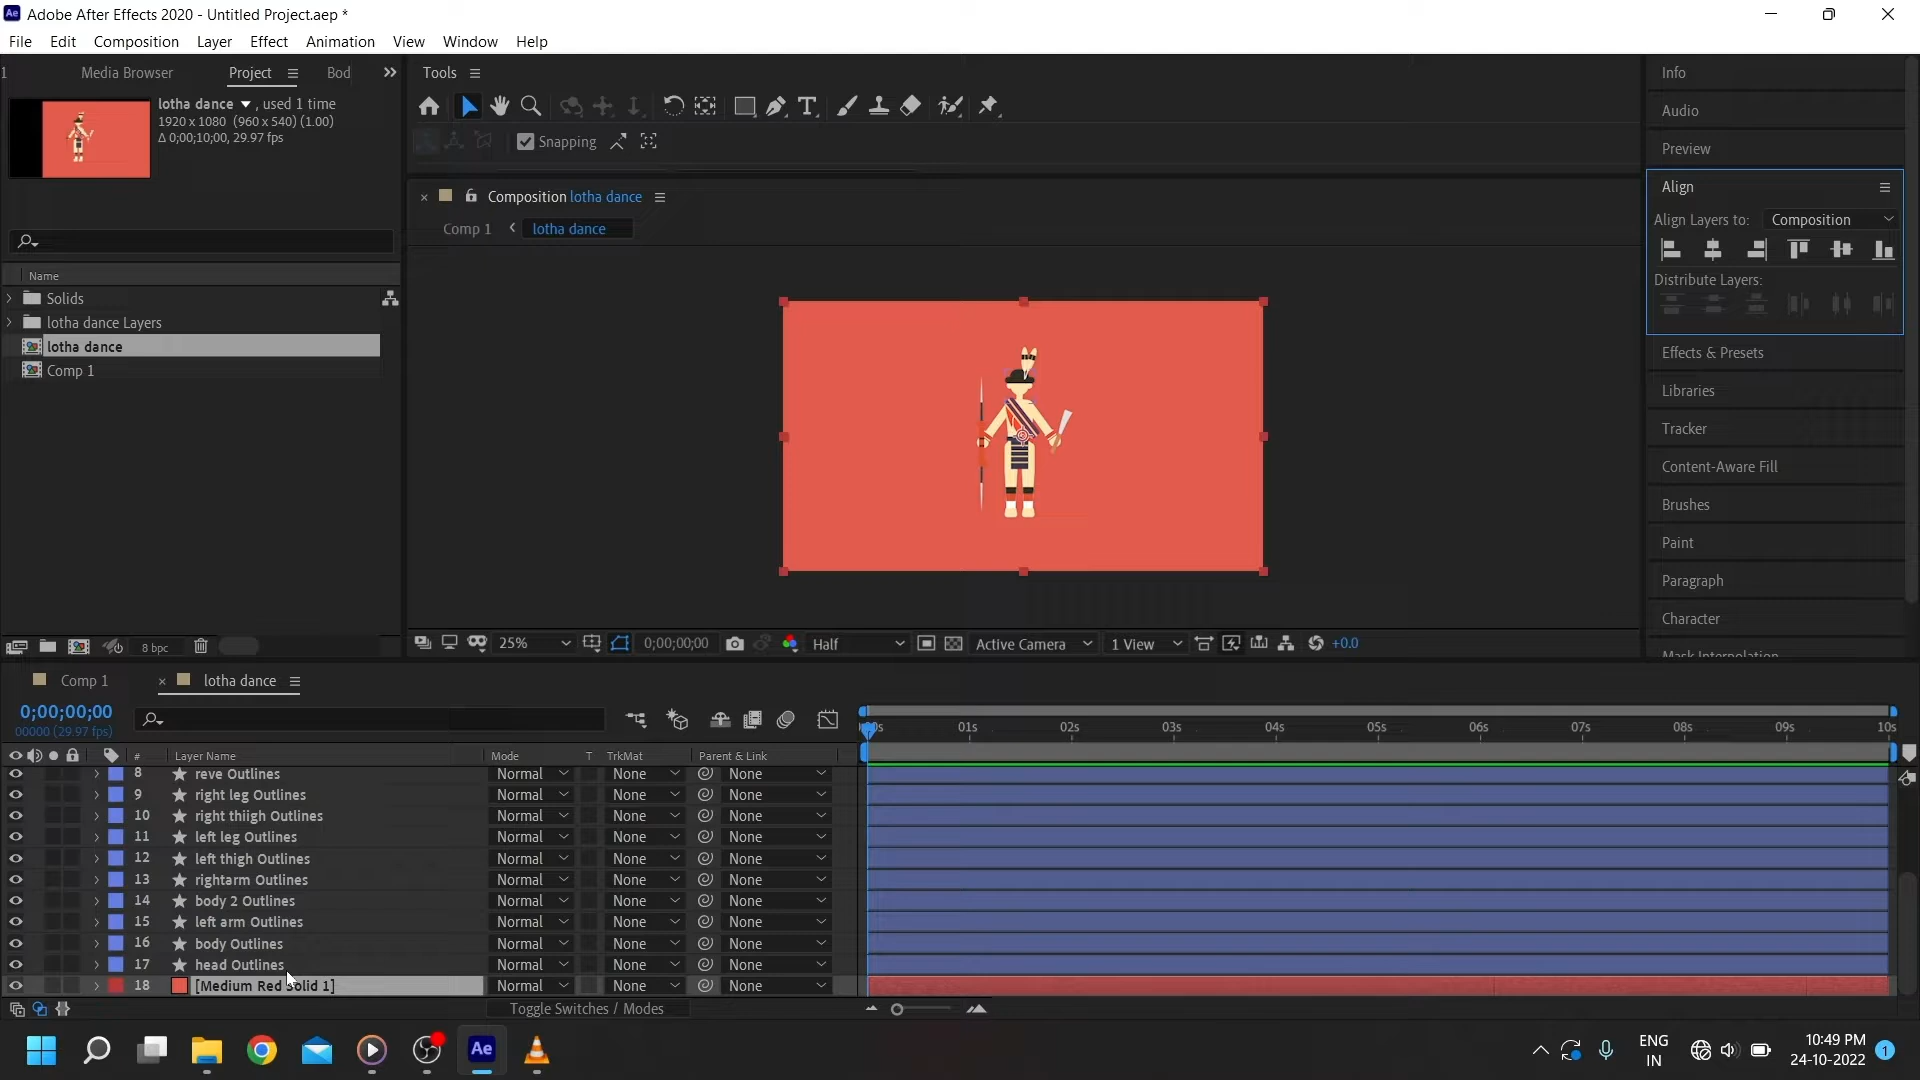 Adobe After Effects 2020 - Untitled Project.aep *
File Edit Composition Layer Effect Animation View Window Help
1 Media Browser Project Bod
lotha dance , used 1 time
1920 x 1080 (960 x 540) (1.00)
Δ 0;00;10;00, 29.97 fps
Name
Solids
lotha dance Layers
lotha dance
Comp 1
8 bpc
Tools
Snapping
Composition lotha dance
Comp 1 lotha dance
25% 0;00;00;00 Half Active Camera 1 View +0.0
Info
Audio
Preview
Align
Align Layers to: Composition
Distribute Layers:
Effects & Presets
Libraries
Tracker
Content-Aware Fill
Brushes
Paint
Paragraph
Character
Mask Interpolation
Comp 1 lotha dance
0;00;00;00
00000 (29.97 fps)
01s 02s 03s 04s 05s 06s 07s 08s 09s 10s
# Layer Name Mode T TrkMat Parent & Link
8 reve Outlines Normal None None
9 right leg Outlines Normal None None
10 right thiigh Outlines Normal None None
11 left leg Outlines Normal None None
12 left thigh Outlines Normal None None
13 rightarm Outlines Normal None None
14 body 2 Outlines Normal None None
15 left arm Outlines Normal None None
16 body Outlines Normal None None
17 head Outlines Normal None None
18 [Medium Red Solid 1] Normal None None
Toggle Switches / Modes
Ae
ENG
IN
10:49 PM
24-10-2022
1